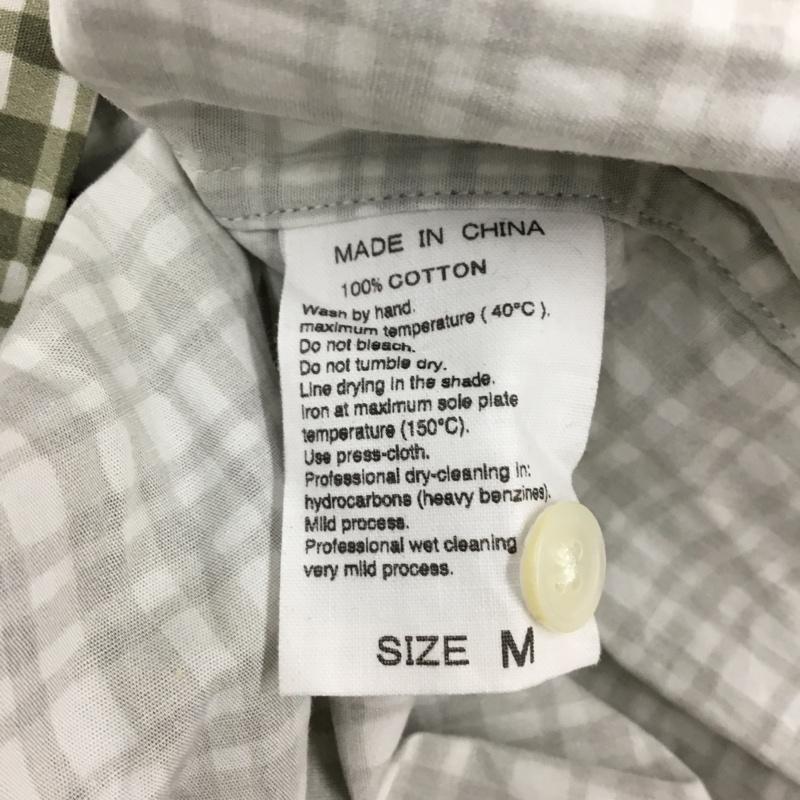 MADE IN CHINA
100% COTTON
Wash by hand.
maximum temperature ( 40°C ).
Do not bleach.
Do not tumble dry.
Line drying in the shade.
Iron at maximum sole plate
temperature (150°C).
Use press-cloth.
Professional dry-cleaning in:
hydrocarbons (heavy benzines).
Mild process.
Professional wet cleaning
very mild process.
SIZE M